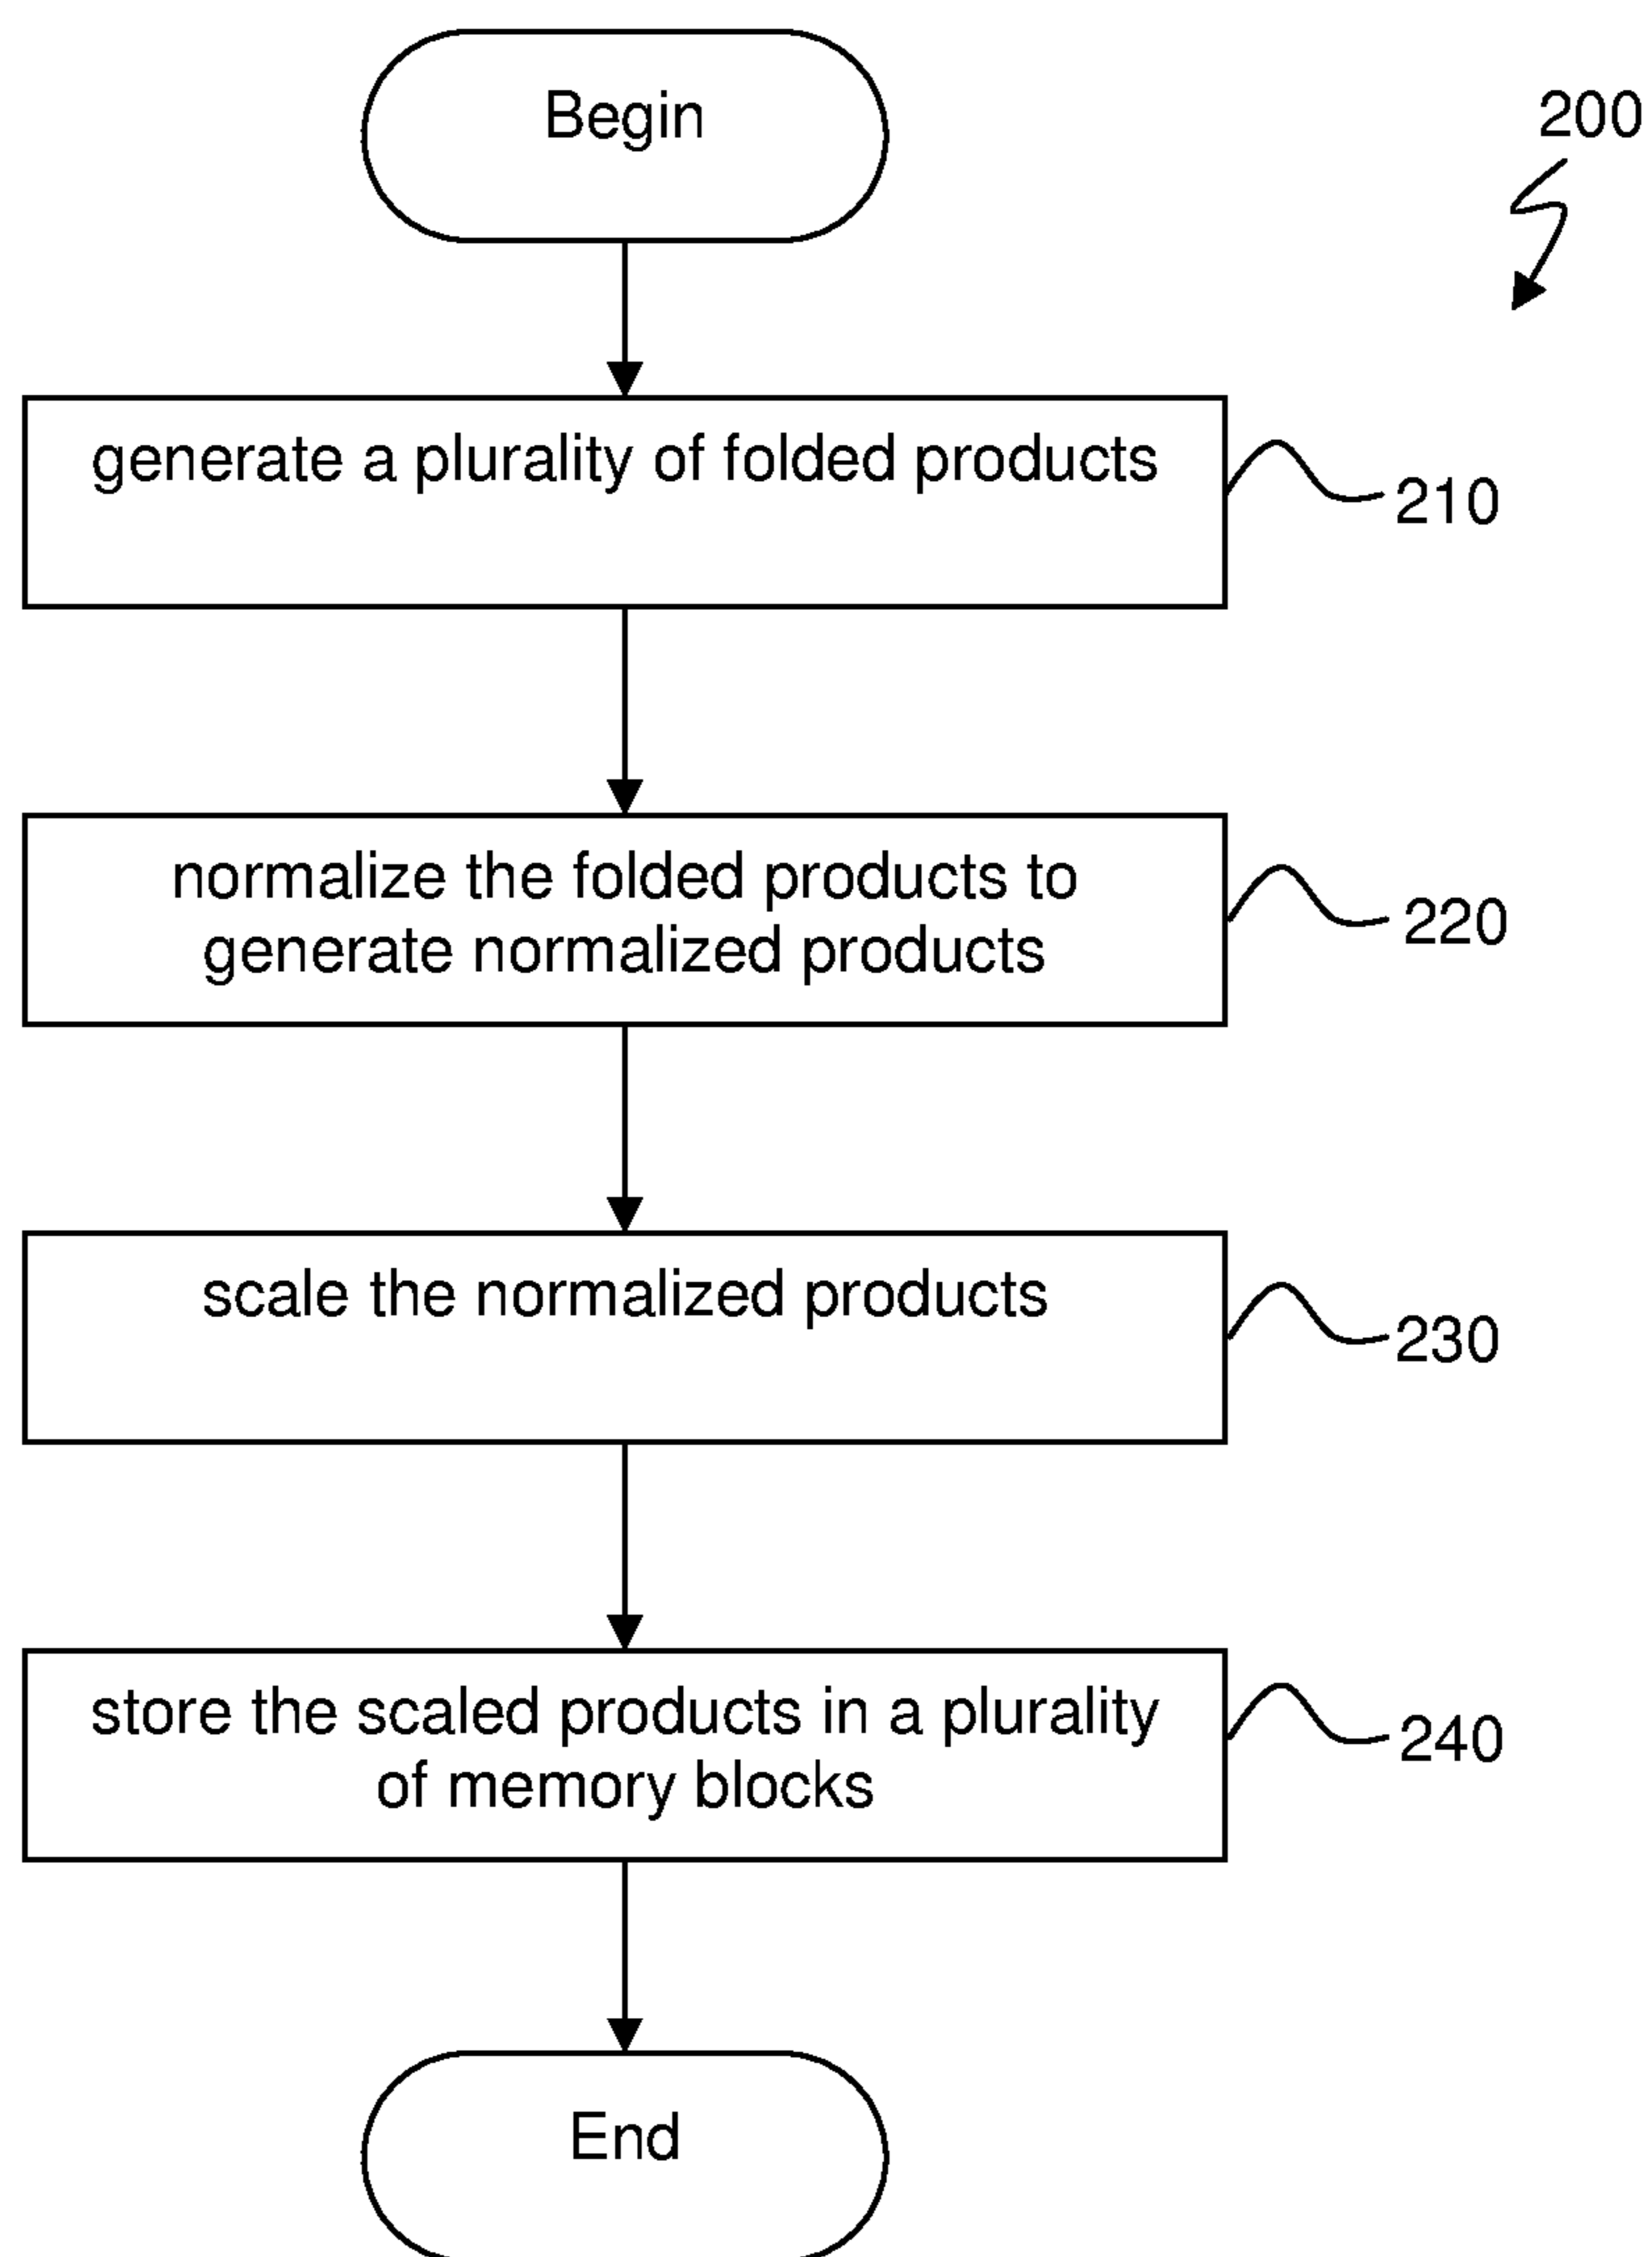 Begin
200
generate a plurality of folded products
210
normalize the folded products to
generate normalized products
220
scale the normalized products
230
store the scaled products in a plurality
of memory blocks
240
End